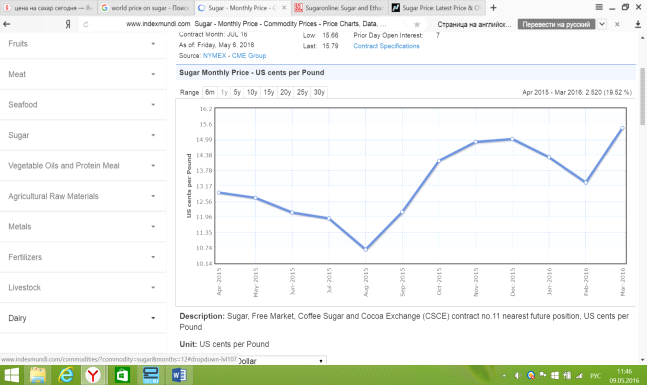 цена на сахар сегодня — Я
world price on sugar - Поис
Sugar - Monthly Price - C
Sugaronline: Sugar and Etha
Sugar Price: Latest Price & C
www.indexmundi.com Sugar - Monthly Price - Commodity Prices - Price Charts, Data, ...
Страница на английск...
Перевести на русский
Fruits
Meat
Seafood
Sugar
Vegetable Oils and Protein Meal
Agricultural Raw Materials
Metals
Fertilizers
Livestock
Dairy
Contract Month: JUL 16
Low: 15.66
Prior Day Open Interest: 7
As of: Friday, May 6, 2016
Last: 15.79
Contract Specifications
Source: NYMEX - CME Group
Sugar Monthly Price - US cents per Pound
Range 6m 1y 5y 10y 15y 20y 25y 30y
Apr 2015 - Mar 2016: 2.520 (19.52 %)
US cents per Pound
16.2
15.6
14.99
14.38
13.78
13.17
12.56
11.96
11.35
10.74
10.14
Apr-2015
May-2015
Jun-2015
Jul-2015
Aug-2015
Sep-2015
Oct-2015
Nov-2015
Dec-2015
Jan-2016
Feb-2016
Mar-2016
Description: Sugar, Free Market, Coffee Sugar and Cocoa Exchange (CSCE) contract no.11 nearest future position, US cents per
Pound
Unit: US cents per Pound
www.indexmundi.com/commodities/?commodity=sugar&months=12#dropdown-lvl107
Dollar
РУС
11:46
09.05.2016